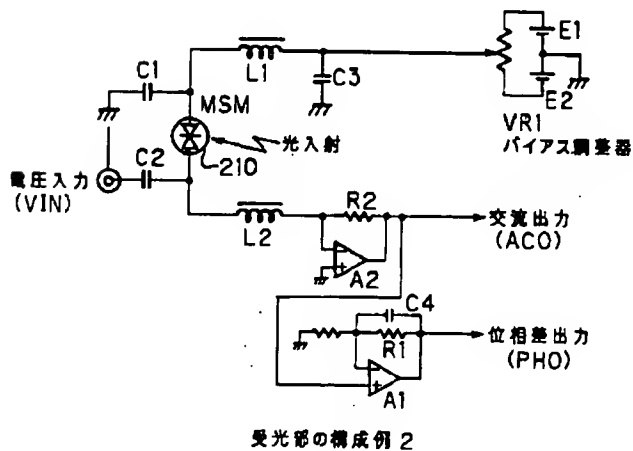 C1
L1
C3
E1
E2
MSM
VR1
バイアス調整器
光入射
210
C2
電圧入力
(VIN)
L2
R2
交流出力
(ACO)
A2
C4
R1
位相差出力
(PHO)
A1
受光部の構成例2